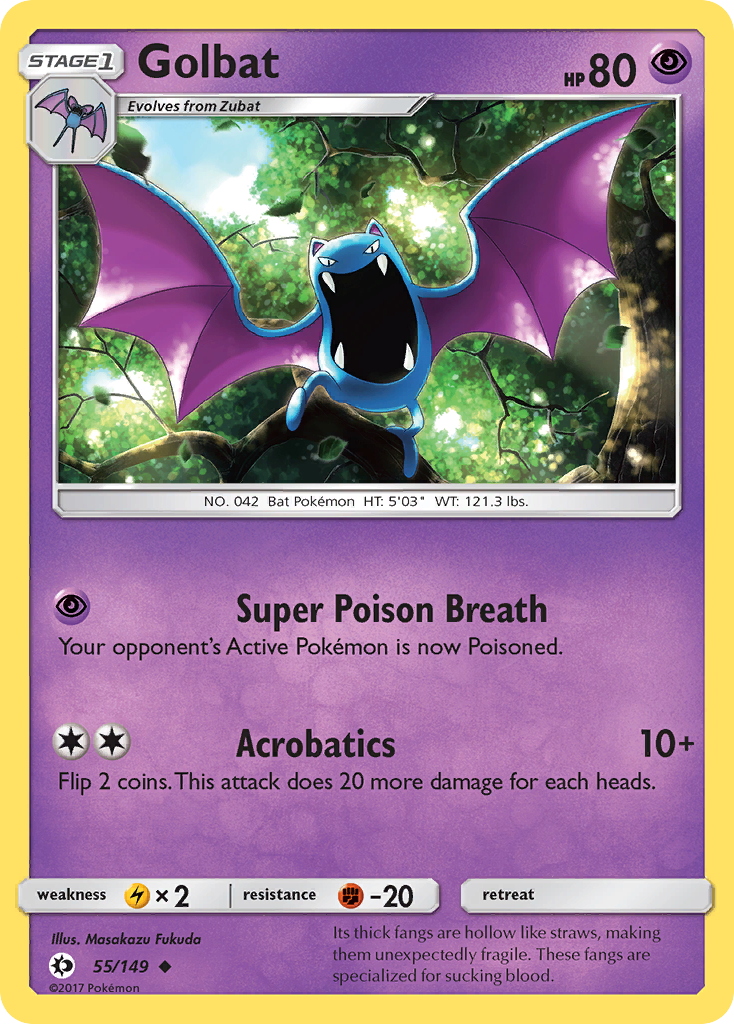 STAGE1
Golbat
HP 80
Evolves from Zubat
NO. 042 Bat Pokémon HT: 5'03" WT: 121.3 lbs.
Super Poison Breath
Your opponent's Active Pokémon is now Poisoned.
Acrobatics 10+
Flip 2 coins. This attack does 20 more damage for each heads.
weakness ×2 resistance -20 retreat
Illus. Masakazu Fukuda
55/149
©2017 Pokémon
Its thick fangs are hollow like straws, making
them unexpectedly fragile. These fangs are
specialized for sucking blood.